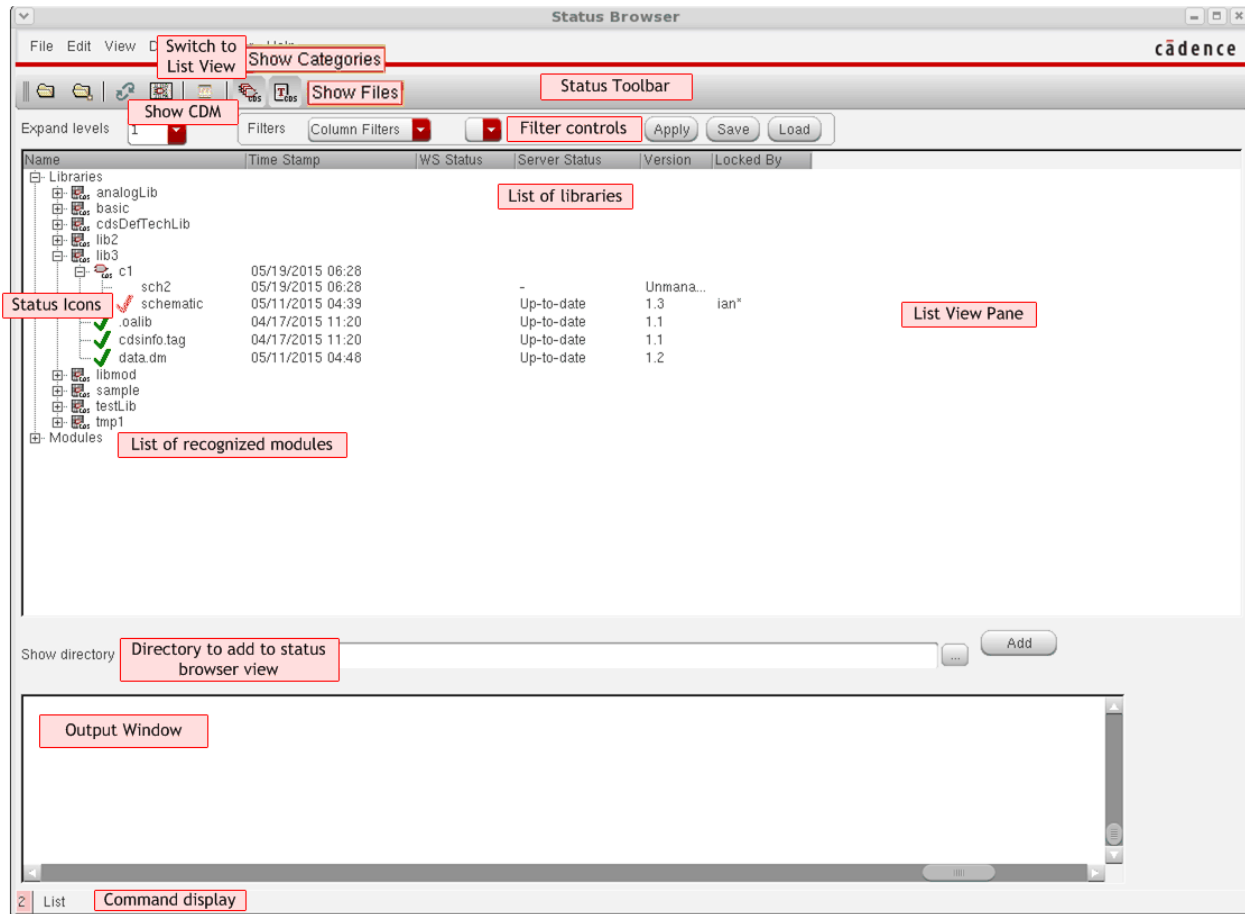 Status Browser
File Edit View
Switch to
List View
Show Categories
cādence
Show Files
Status Toolbar
Show CDM
Expand levels 1 Filters Column Filters Filter controls Apply Save Load
Name Time Stamp WS Status Server Status Version Locked By
Libraries
analogLib
List of libraries
basic
cdsDefTechLib
lib2
lib3
c1 05/19/2015 06:28
sch2 05/19/2015 06:28 - Unmana...
Status Icons schematic 05/11/2015 04:39 Up-to-date 1.3 ian*
List View Pane
.oalib 04/17/2015 11:20 Up-to-date 1.1
cdsinfo.tag 04/17/2015 11:20 Up-to-date 1.1
data.dm 05/11/2015 04:48 Up-to-date 1.2
libmod
sample
testLib
tmp1
Modules
List of recognized modules
Show directory
Directory to add to status
browser view
... Add
Output Window
2 List Command display